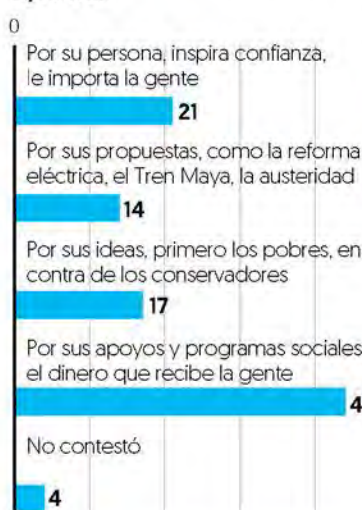 0
Por su persona, inspira confianza,
le importa la gente
21
Por sus propuestas, como la reforma
eléctrica, el Tren Maya, la austeridad
14
Por sus ideas, primero los pobres, en
contra de los conservadores
17
Por sus apoyos y programas sociales
el dinero que recibe la gente
4
No contestó
4